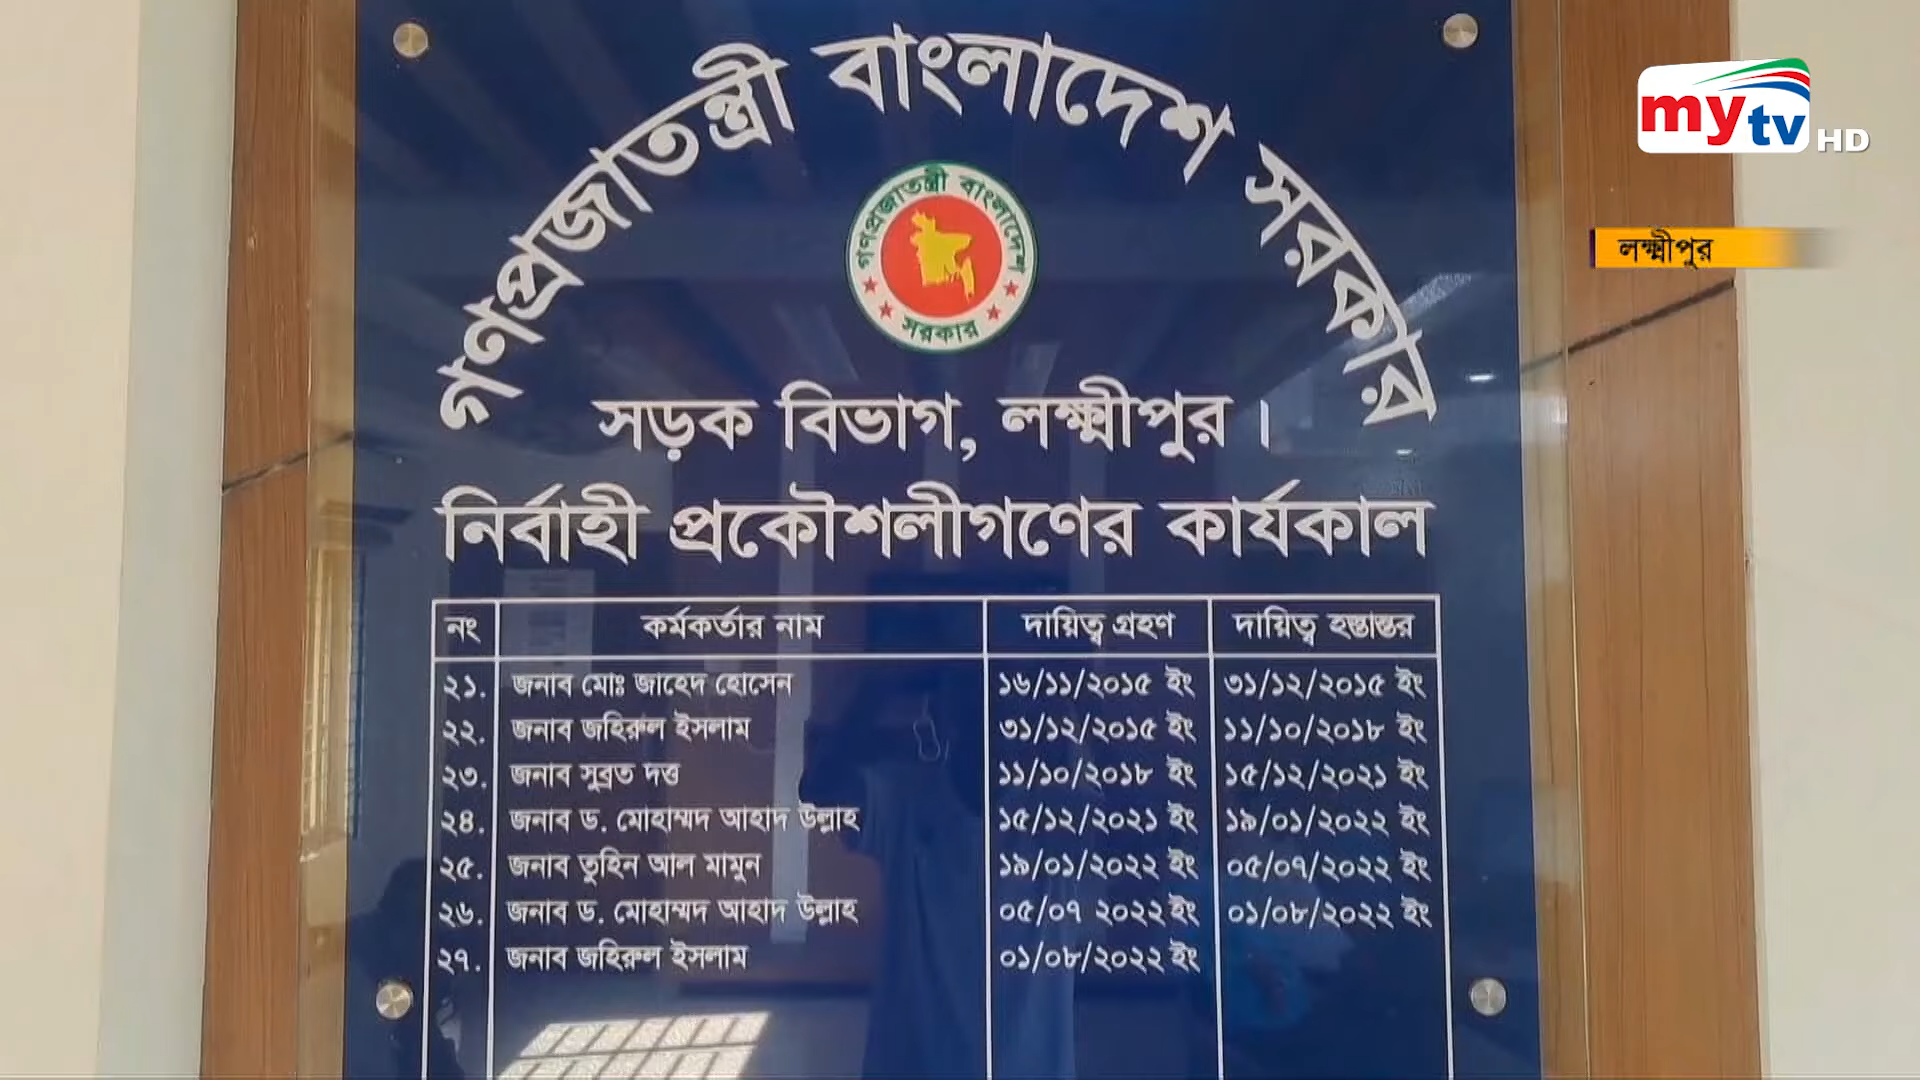 গণপ্রজাতন্ত্রী বাংলাদেশ সরকার
my tv HD
গণপ্রজাতন্ত্রী বাংলাদেশ
সরকার
লক্ষ্মীপুর
সড়ক বিভাগ, লক্ষ্মীপুর।
নির্বাহী প্রকৌশলীগণের কার্যকাল
নং কর্মকর্তার নাম দায়িত্ব গ্রহণ দায়িত্ব হস্তান্তর
২১. জনাব মোঃ জাহেদ হোসেন ১৬/১১/২০১৫ ইং ৩১/১২/২০১৫ ইং
২২. জনাব জহিরুল ইসলাম ৩১/১২/২০১৫ ইং ১১/১০/২০১৮ ইং
২৩. জনাব সুব্রত দত্ত ১১/১০/২০১৮ ইং ১৫/১২/২০২১ ইং
২৪. জনাব ড. মোহাম্মদ আহাদ উল্লাহ ১৫/১২/২০২১ ইং ১৯/০১/২০২২ ইং
২৫. জনাব তুহিন আল মামুন ১৯/০১/২০২২ ইং ০৫/০৭/২০২২ ইং
২৬. জনাব ড. মোহাম্মদ আহাদ উল্লাহ ০৫/০৭ ২০২২ ইং ০১/০৮/২০২২ ইং
২৭. জনাব জহিরুল ইসলাম ০১/০৮/২০২২ ইং